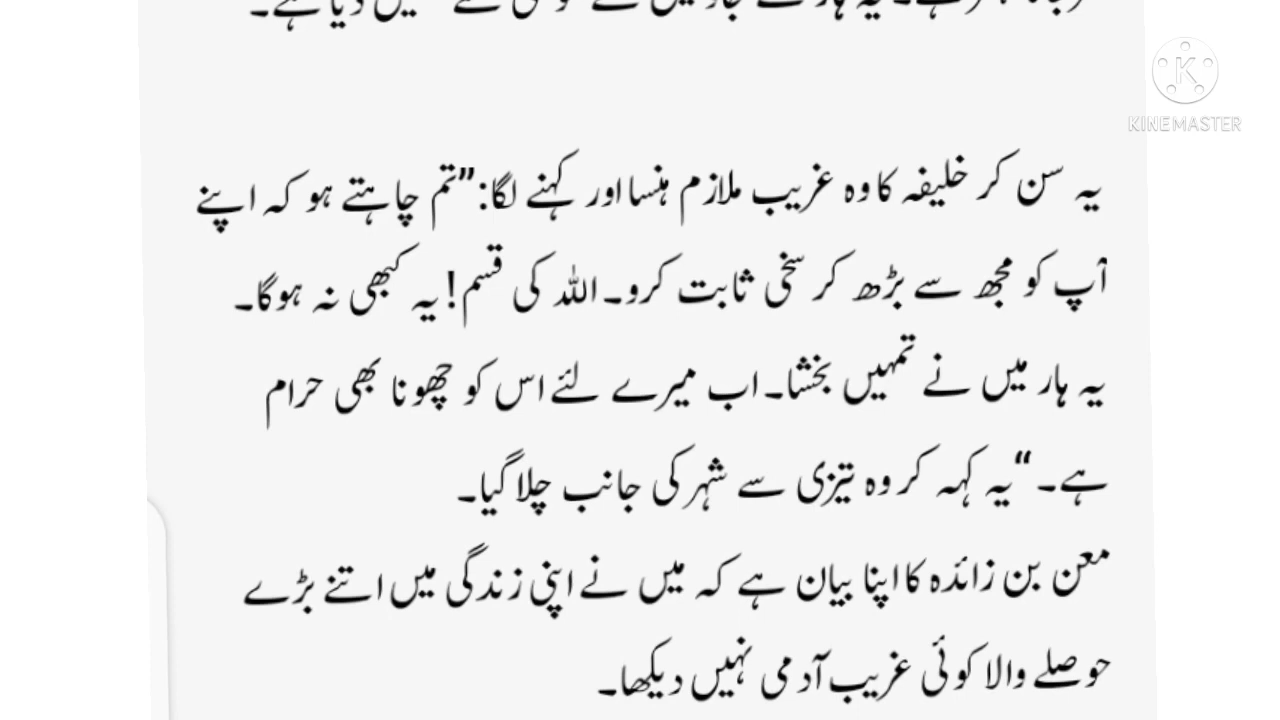 دیا ہے۔
یہ سن کر خلیفہ کا وہ غریب ملازم ہنسا اور کہنے لگا:”تم چاہتے ہو کہ اپنے
آپ کو مجھ سے بڑھ کر سخی ثابت کرو۔ اللہ کی قسم! یہ کبھی نہ ہوگا۔
یہ ہار میں نے تمہیں بخشا۔ اب میرے لئے اس کو چھونا بھی حرام
ہے۔“ یہ کہہ کر وہ تیزی سے شہر کی جانب چلا گیا۔
معن بن زائدہ کا اپنا بیان ہے کہ میں نے اپنی زندگی میں اتنے بڑے
حوصلے والا کوئی غریب آدمی نہیں دیکھا۔
K
KINEMASTER